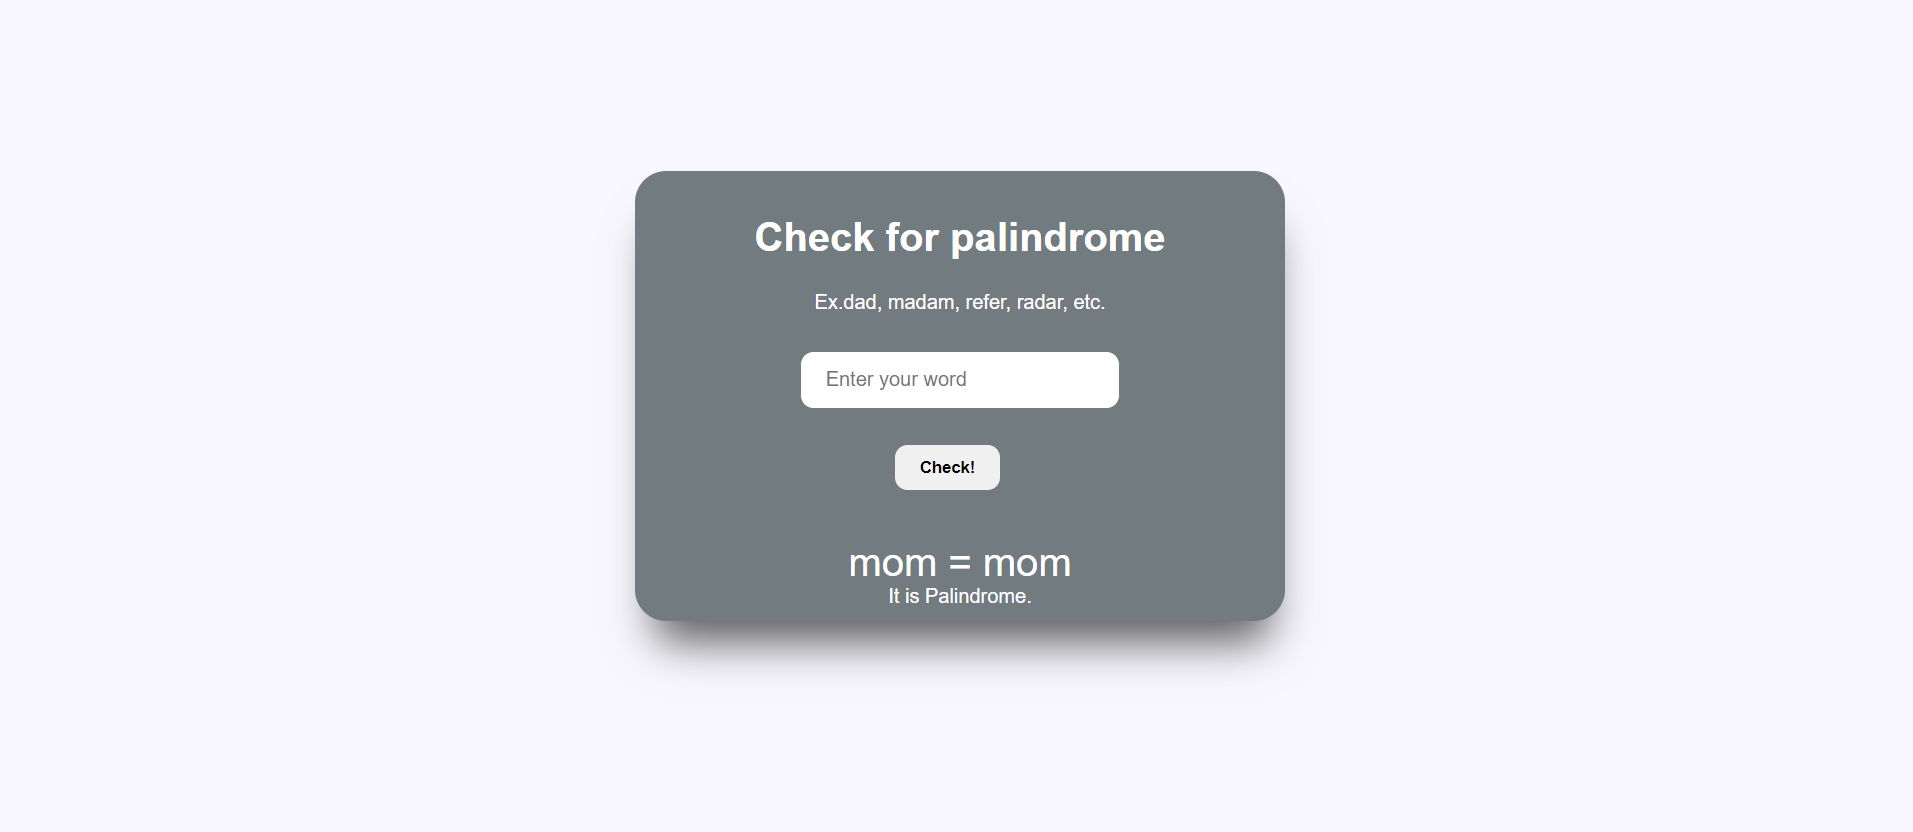 Check for palindrome
Ex.dad, madam, refer, radar, etc.
Enter your word
Check!
mom = mom
It is Palindrome.